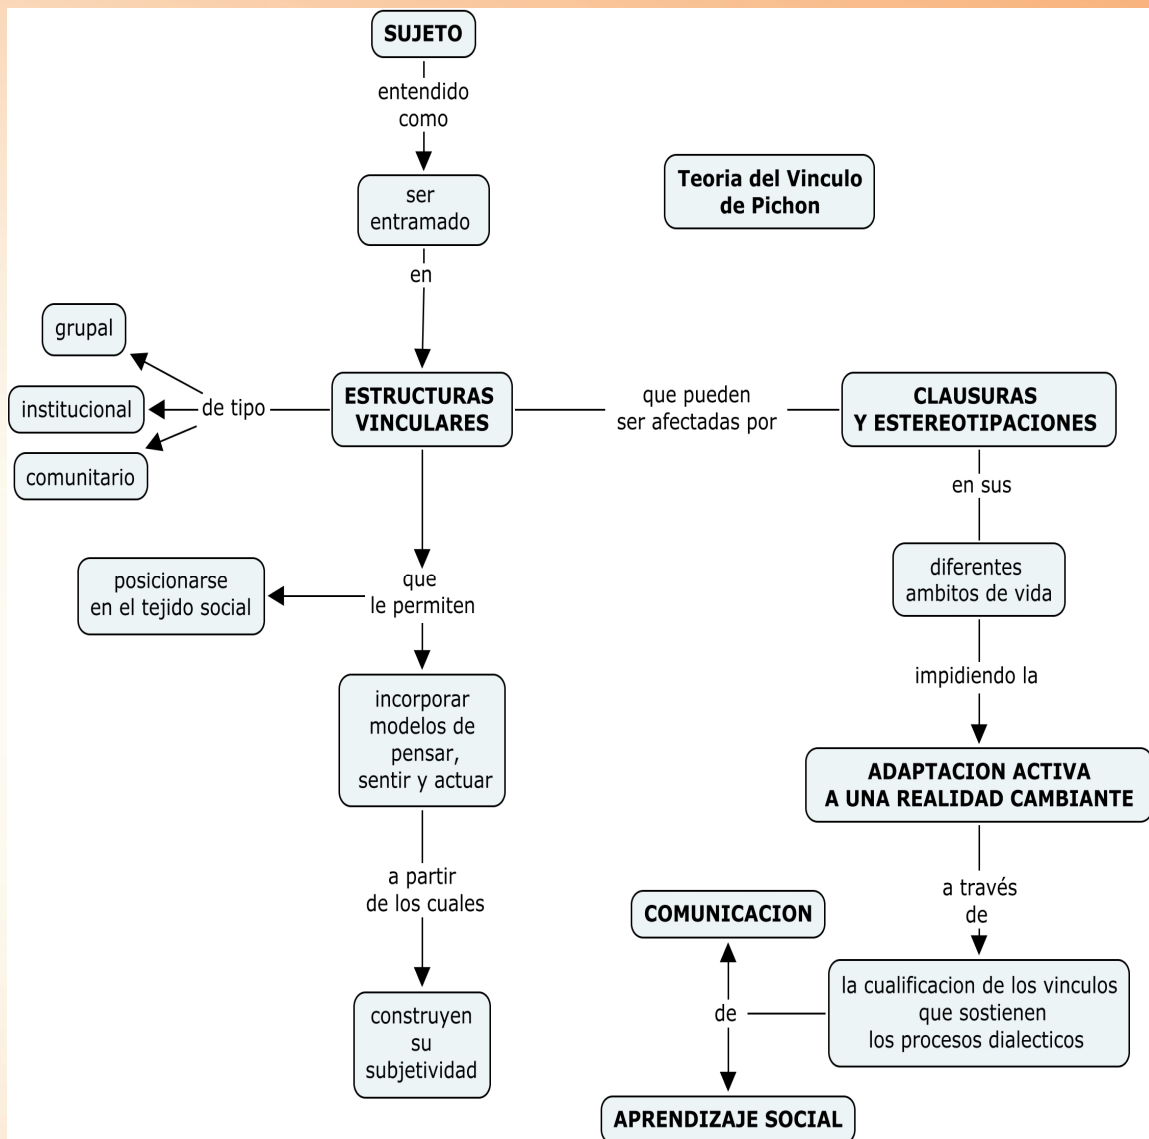 SUJETO
entendido
como
ser
entramado
Teoria del Vinculo
de Pichon
en
grupal
institucional
comunitario
de tipo
ESTRUCTURAS
VINCULARES
que pueden
ser afectadas por
CLAUSURAS
Y ESTEREOTIPACIONES
en sus
diferentes
ambitos de vida
impidiendo la
ADAPTACION ACTIVA
A UNA REALIDAD CAMBIANTE
a través
de
la cualificacion de los vinculos
que sostienen
los procesos dialecticos
de
COMUNICACION
APRENDIZAJE SOCIAL
que
le permiten
posicionarse
en el tejido social
incorporar
modelos de
pensar,
sentir y actuar
a partir
de los cuales
construyen
su
subjetividad